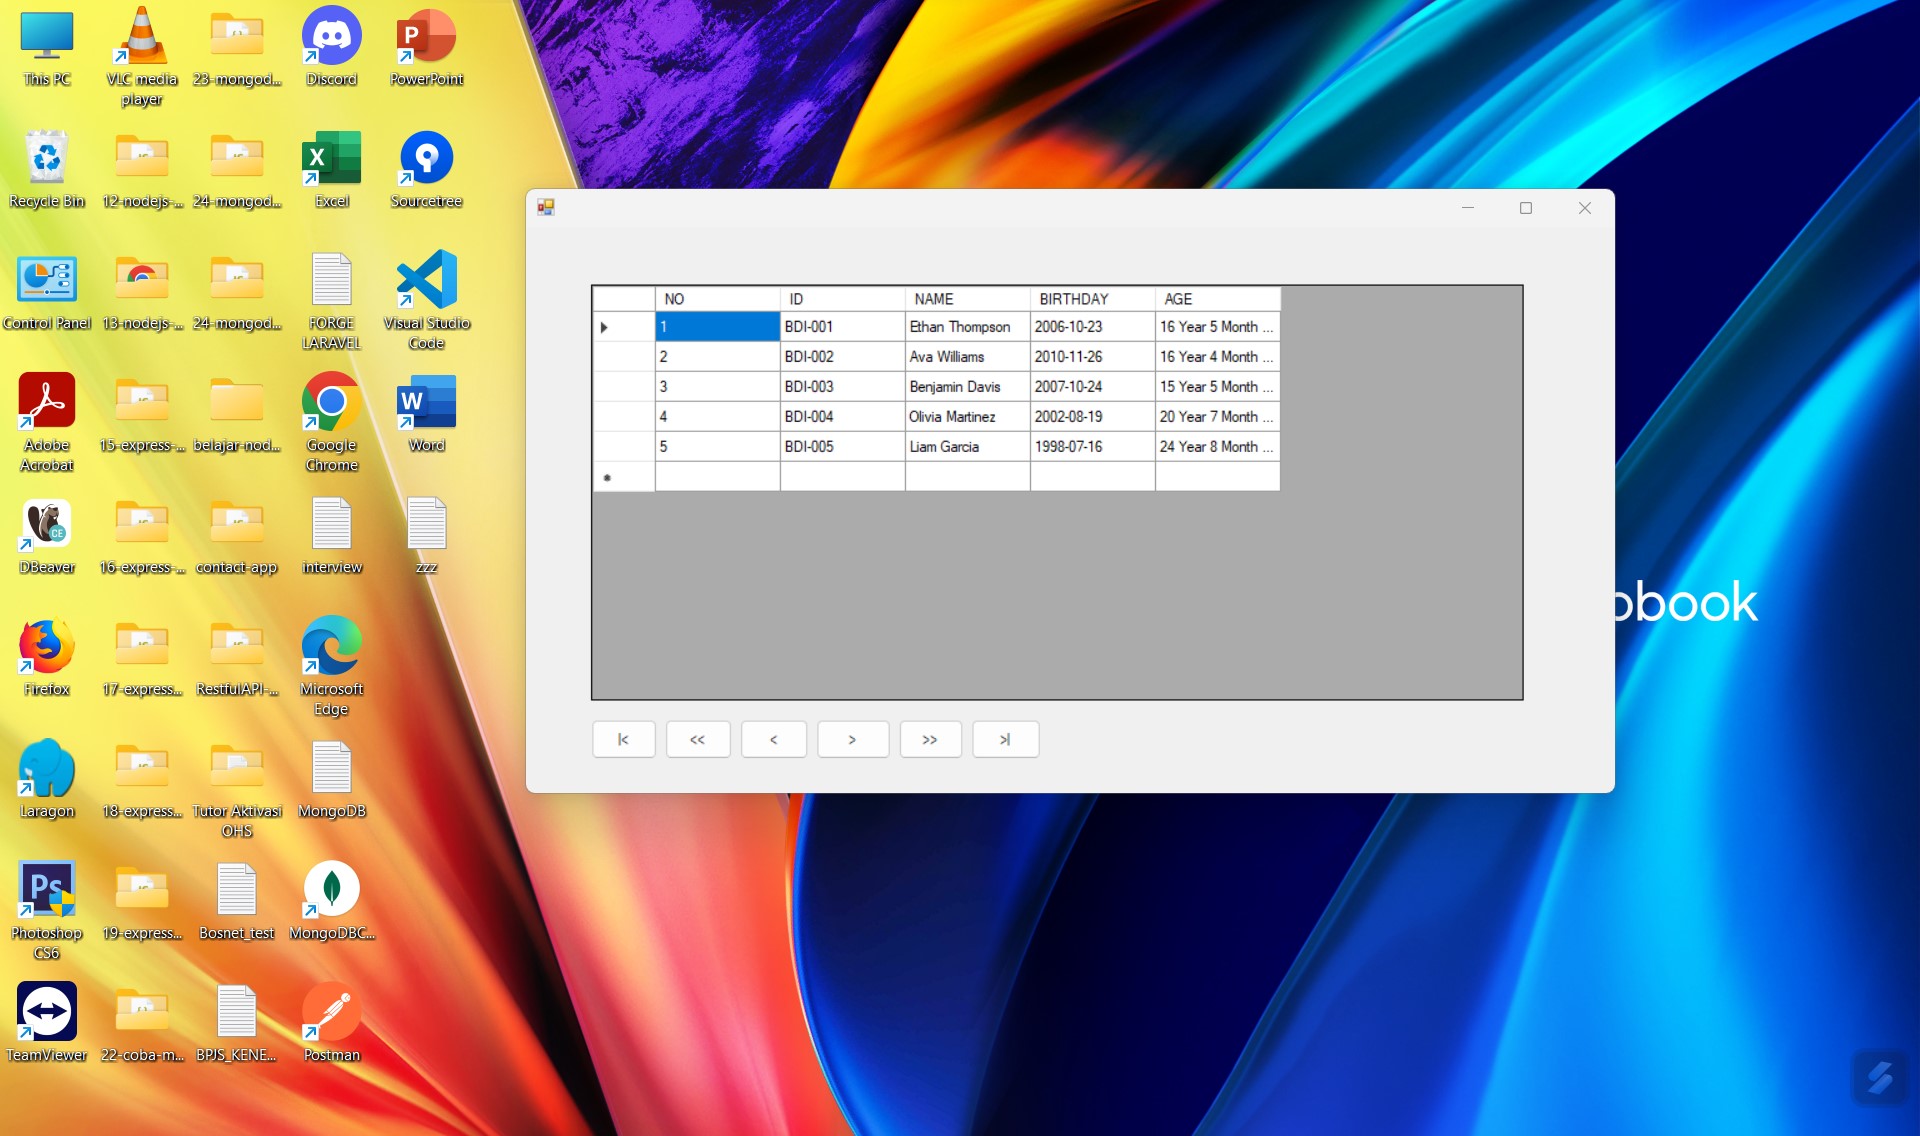 This PC
VLC media
player
23-mongod...
Discord
PowerPoint
Recycle Bin
12-nodejs-...
24-mongod...
Excel
Sourcetree
Control Panel
13-nodejs-...
24-mongod...
FORGE
LARAVEL
Visual Studio
Code
Adobe
Acrobat
15-express-...
belajar-nod...
Google
Chrome
Word
DBeaver
16-express-...
contact-app
interview
zzz
Firefox
17-express...
RestfulAPI-...
Microsoft
Edge
Laragon
18-express...
Tutor Aktivasi
OHS
MongoDB
Photoshop
CS6
19-express...
Bosnet_test
MongoDBC...
TeamViewer
22-coba-m...
BPJS_KENE...
Postman
NO ID NAME BIRTHDAY AGE
1 BDI-001 Ethan Thompson 2006-10-23 16 Year 5 Month ...
2 BDI-002 Ava Williams 2010-11-26 16 Year 4 Month ...
3 BDI-003 Benjamin Davis 2007-10-24 15 Year 5 Month ...
4 BDI-004 Olivia Martinez 2002-08-19 20 Year 7 Month ...
5 BDI-005 Liam Garcia 1998-07-16 24 Year 8 Month ...
|< << < > >> >|
obook